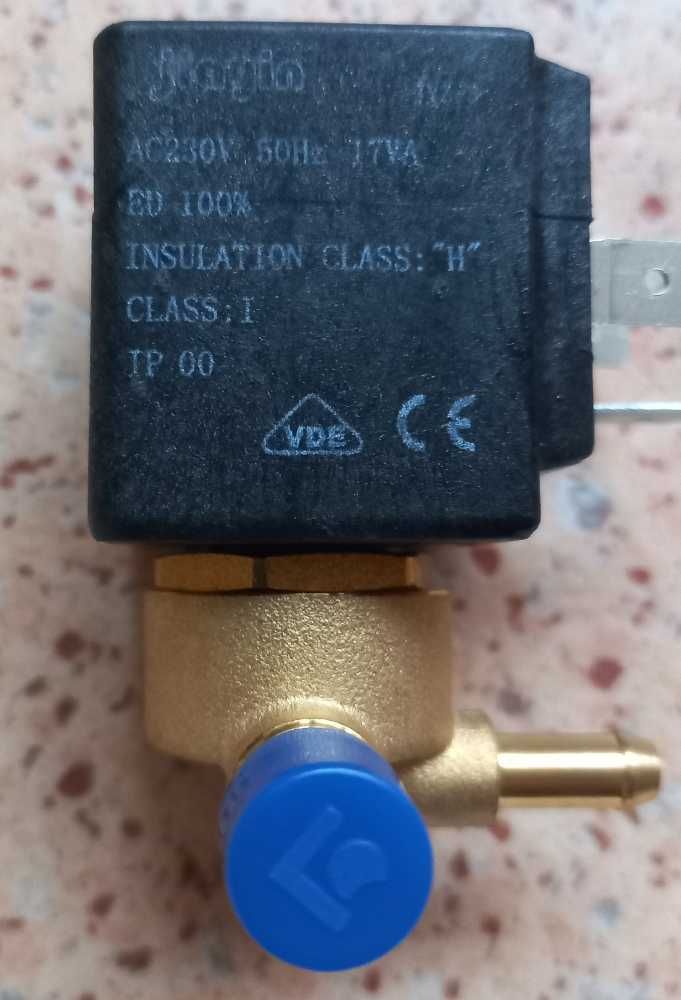 AC230V 50Hz 17VA
ED 100%
INSULATION CLASS:"H"
CLASS:I
IP 00
VDE CE